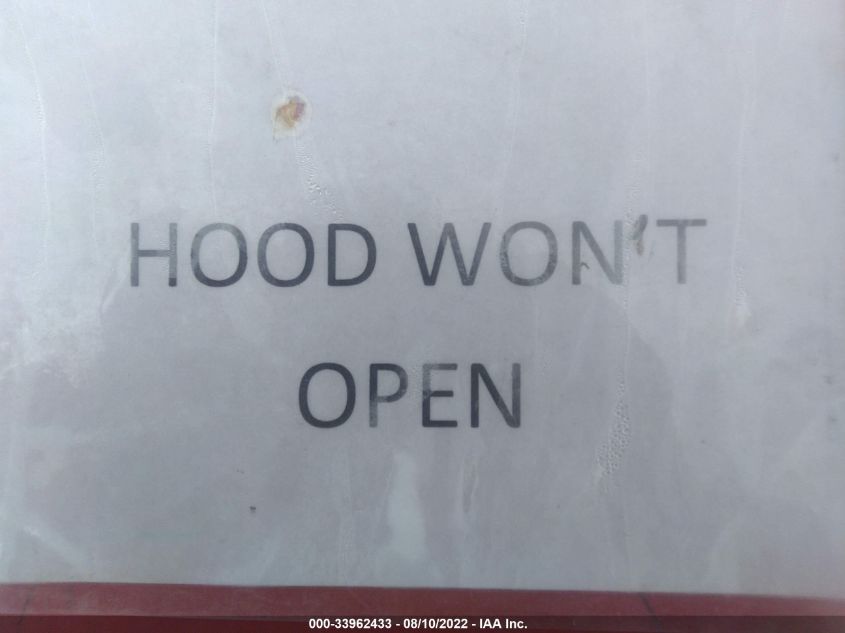 HOOD WON'T
OPEN
000-33962433 - 08/10/2022 - IAA Inc.